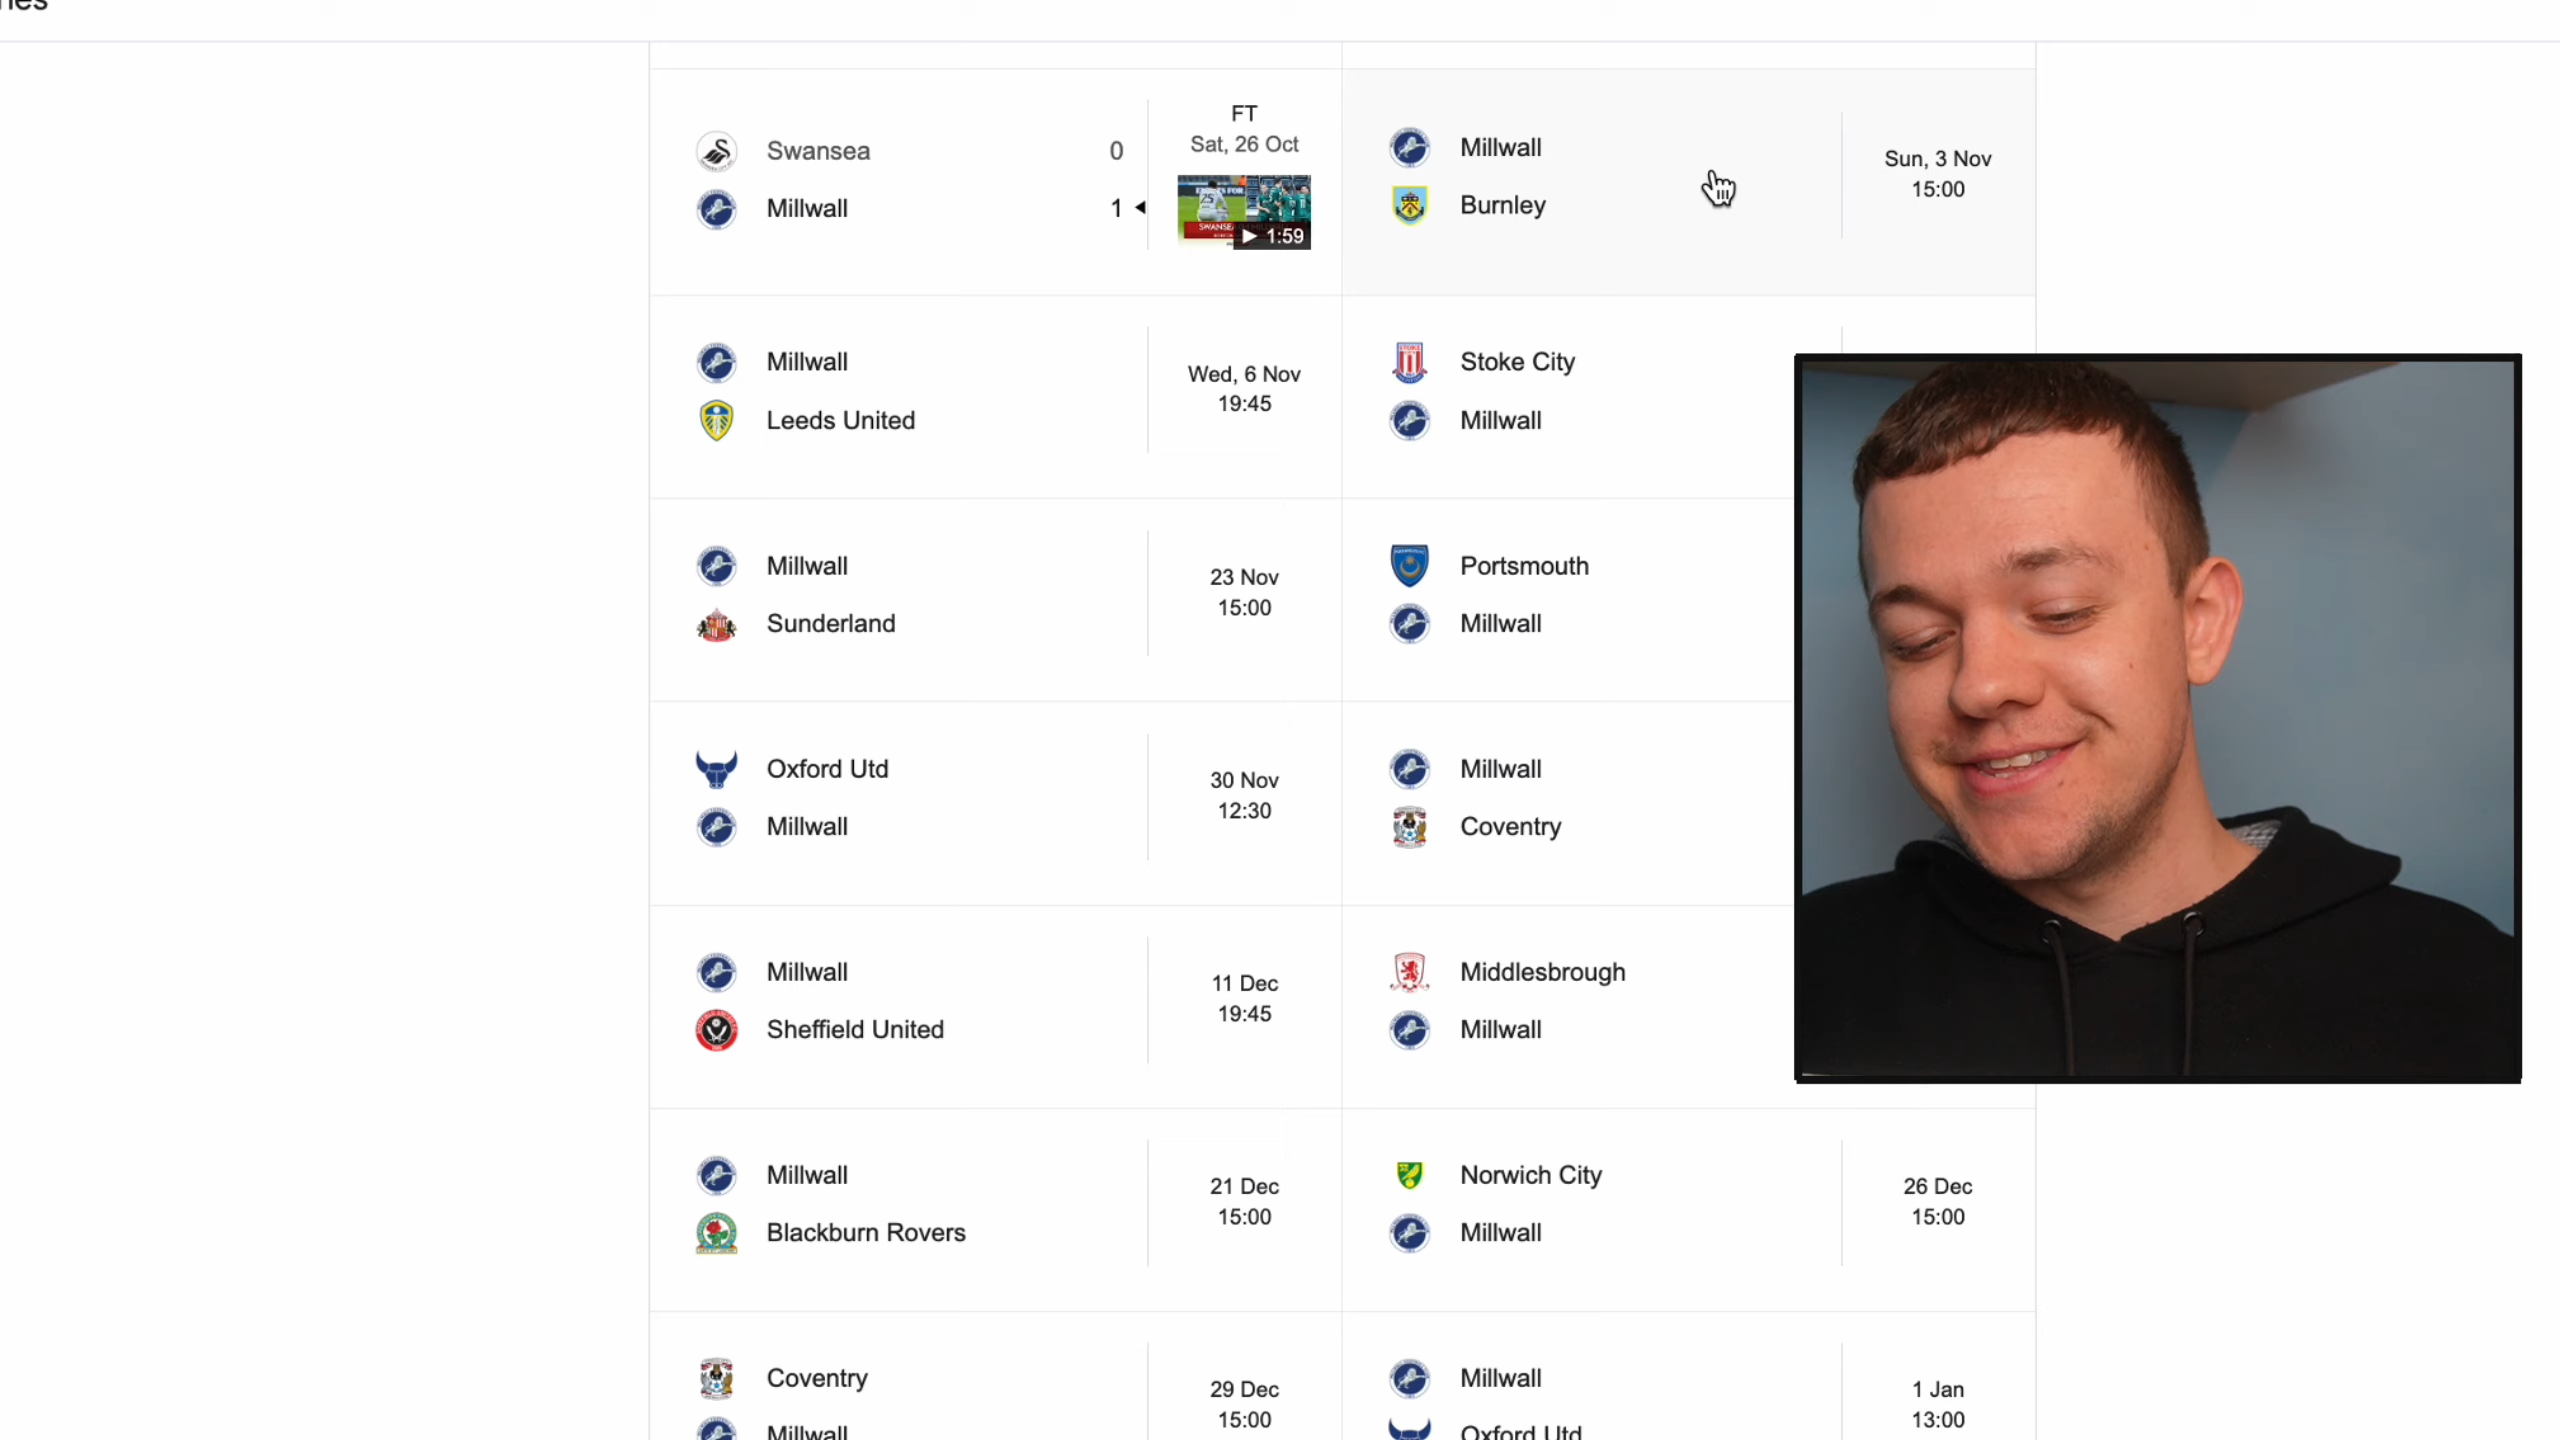 Swansea 0
Millwall 1
FT
Sat, 26 Oct
1:59
Millwall
Burnley
Sun, 3 Nov
15:00
Millwall
Leeds United
Wed, 6 Nov
19:45
Stoke City
Millwall
Millwall
Sunderland
23 Nov
15:00
Portsmouth
Millwall
Oxford Utd
Millwall
30 Nov
12:30
Millwall
Coventry
Millwall
Sheffield United
11 Dec
19:45
Middlesbrough
Millwall
Millwall
Blackburn Rovers
21 Dec
15:00
Norwich City
Millwall
26 Dec
15:00
Coventry
Millwall
29 Dec
15:00
Millwall
Oxford Utd
1 Jan
13:00